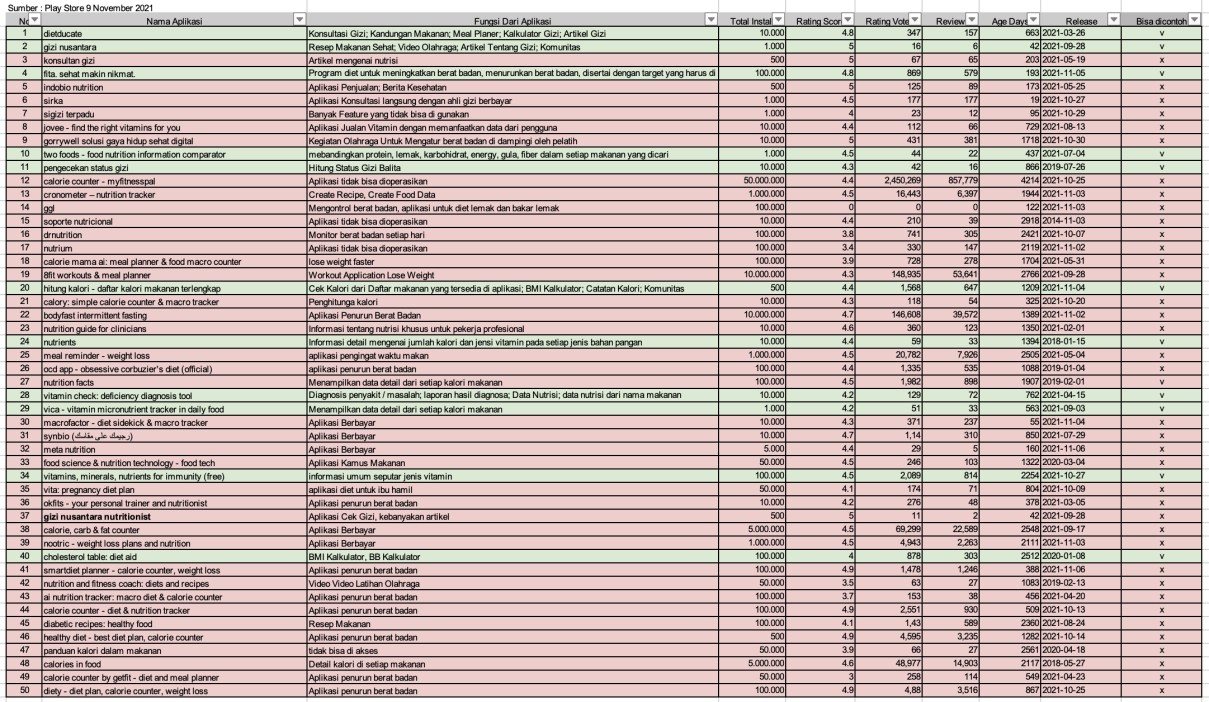 Sumber : Play Store 9 November 2021
No Nama Aplikasi Fungsi Dari Aplikasi Total Instal Rating Scor Rating Vote Review Age Days Release Bisa dicontoh
1 dietducate Konsultasi Gizi; Kandungan Makanan; Meal Planer; Kalkulator Gizi; Artikel Gizi 10.000 4.8 347 157 663 2021-03-26 v
2 gizi nusantara Resep Makanan Sehat; Video Olahraga; Artikel Tentang Gizi; Komunitas 1.000 5 16 6 42 2021-09-28 v
3 konsultan gizi Artikel mengenai nutrisi 500 5 67 65 203 2021-05-19 x
4 fita. sehat makin nikmat. Program diet untuk meningkatkan berat badan, menurunkan berat badan, disertai dengan target yang harus di 100.000 4.8 869 579 193 2021-11-05 v
5 indobio nutrition Aplikasi Penjualan; Berita Kesehatan 500 5 125 89 173 2021-05-25 x
6 sirka Aplikasi Konsultasi langsung dengan ahli gizi berbayar 1.000 4.5 177 177 19 2021-10-27 x
7 sigizi terpadu Banyak Feature yang tidak bisa di gunakan 1.000 4 23 12 95 2021-10-29 x
8 jovee - find the right vitamins for you Aplikasi Jualan Vitamin dengan memanfaatkan data dari pengguna 10.000 4.4 112 66 729 2021-08-13 x
9 gorrywell solusi gaya hidup sehat digital Kegiatan Olahraga Untuk Mengatur berat badan di dampingi oleh pelatih 10.000 5 431 381 1718 2021-10-30 x
10 two foods - food nutrition information comparator mebandingkan protein, lemak, karbohidrat, energy, gula, fiber dalam setiap makanan yang dicari 1.000 4.5 44 22 437 2021-07-04 v
11 pengecekan status gizi Hitung Status Gizi Balita 10.000 4.3 42 16 866 2019-07-26 v
12 calorie counter - myfitnesspal Aplikasi tidak bisa dioperasikan 50.000.000 4.4 2,450,269 857,779 4214 2021-10-25 x
13 cronometer – nutrition tracker Create Recipe, Create Food Data 1.000.000 4.5 16,443 6,397 1944 2021-11-03 x
14 ggl Mengontrol berat badan, aplikasi untuk diet lemak dan bakar lemak 100.000 0 0 0 122 2021-11-03 x
15 soporte nutricional Aplikasi tidak bisa dioperasikan 10.000 4.4 210 39 2918 2014-11-03 x
16 drnutrition Monitor berat badan setiap hari 100.000 3.8 741 305 2421 2021-10-07 x
17 nutrium Aplikasi tidak bisa dioperasikan 100.000 3.4 330 147 2119 2021-11-02 x
18 calorie mama ai: meal planner & food macro counter lose weight faster 100.000 3.9 728 278 1704 2021-05-31 x
19 8fit workouts & meal planner Workout Application Lose Weight 10.000.000 4.3 148,935 53,641 2766 2021-09-28 x
20 hitung kalori - daftar kalori makanan terlengkap Cek Kalori dari Daftar makanan yang tersedia di aplikasi; BMI Kalkulator; Catatan Kalori; Komunitas 500 4.4 1,568 647 1209 2021-11-04 v
21 calory: simple calorie counter & macro tracker Penghitunga kalori 10.000 4.3 118 54 325 2021-10-20 x
22 bodyfast intermittent fasting Aplikasi Penurun Berat Badan 10.000.000 4.7 146,608 39,572 1389 2021-11-02 x
23 nutrition guide for clinicians Informasi tentang nutrisi khusus untuk pekerja profesional 10.000 4.6 360 123 1350 2021-02-01 x
24 nutrients Informasi detail mengenai jumlah kalori dan jensi vitamin pada setiap jenis bahan pangan 10.000 4.4 59 33 1394 2018-01-15 v
25 meal reminder - weight loss aplikasi pengingat waktu makan 1.000.000 4.5 20,782 7,926 2505 2021-05-04 x
26 ocd app - obsessive corbuzier's diet (official) aplikasi penurun berat badan 100.000 4.4 1,335 535 1088 2019-01-04 x
27 nutrition facts Menampilkan data detail dari setiap kalori makanan 100.000 4.5 1,982 898 1907 2019-02-01 v
28 vitamin check: deficiency diagnosis tool Diagnosis penyakit / masalah; laporan hasil diagnosa; Data Nutrisi; data nutrisi dari nama makanan 10.000 4.2 129 72 762 2021-04-15 v
29 vica - vitamin micronutrient tracker in daily food Menampilkan data detail dari setiap kalori makanan 1.000 4.2 51 33 563 2021-09-03 v
30 macrofactor - diet sidekick & macro tracker Aplikasi Berbayar 10.000 4.3 371 237 55 2021-11-04 x
31 synbio (رجيمك على مقاسك) Aplikasi Berbayar 10.000 4.7 1,14 310 850 2021-07-29 x
32 meta nutrition Aplikasi Berbayar 5.000 4.4 29 5 160 2021-11-06 x
33 food science & nutrition technology - food tech Aplikasi Kamus Makanan 50.000 4.5 246 103 1322 2020-03-04 x
34 vitamins, minerals, nutrients for immunity (free) informasi umum seputar jenis vitamin 100.000 4.5 2,089 814 2254 2021-10-27 v
35 vita: pregnancy diet plan aplikasi diet untuk ibu hamil 50.000 4.1 174 71 804 2021-10-09 x
36 okfits - your personal trainer and nutritionist Aplikasi penurun berat badan 10.000 4.2 276 48 378 2021-03-05 x
37 gizi nusantara nutritionist Aplikasi Cek Gizi, kebanyakan artikel 500 5 11 2 42 2021-09-28 x
38 calorie, carb & fat counter Aplikasi Berbayar 5.000.000 4.5 69,299 22,589 2548 2021-09-17 x
39 nootric - weight loss plans and nutrition Aplikasi Berbayar 1.000.000 4.5 4,943 2,263 2111 2021-11-03 x
40 cholesterol table: diet aid BMI Kalkulator, BB Kalkulator 100.000 4 878 303 2512 2020-01-08 v
41 smartdiet planner - calorie counter, weight loss Aplikasi penurun berat badan 100.000 4.9 1,478 1,246 388 2021-11-06 x
42 nutrition and fitness coach: diets and recipes Video Video Latihan Olahraga 50.000 3.5 63 27 1083 2019-02-13 x
43 ai nutrition tracker: macro diet & calorie counter Aplikasi penurun berat badan 10.000 3.7 153 38 456 2021-04-20 x
44 calorie counter - diet & nutrition tracker Aplikasi penurun berat badan 100.000 4.9 2,551 930 509 2021-10-13 x
45 diabetic recipes: healthy food Resep Makanan 100.000 4.1 1,43 589 2360 2021-08-24 x
46 healthy diet - best diet plan, calorie counter Aplikasi penurun berat badan 500 4.9 4,595 3,235 1282 2021-10-14 x
47 panduan kalori dalam makanan tidak bisa di akses 50.000 3.9 66 27 2561 2020-04-18 x
48 calories in food Detail kalori di setiap makanan 5.000.000 4.6 48,977 14,903 2117 2018-05-27 x
49 calorie counter by getfit - diet and meal planner Aplikasi penurun berat badan 50.000 3 258 114 549 2021-04-23 x
50 diety - diet plan, calorie counter, weight loss Aplikasi penurun berat badan 100.000 4.9 4,88 3,516 867 2021-10-25 x